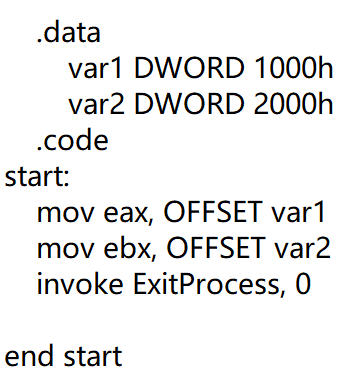 .data
var1 DWORD 1000h
var2 DWORD 2000h
.code
start:
mov eax, OFFSET var1
mov ebx, OFFSET var2
invoke ExitProcess, 0
end start